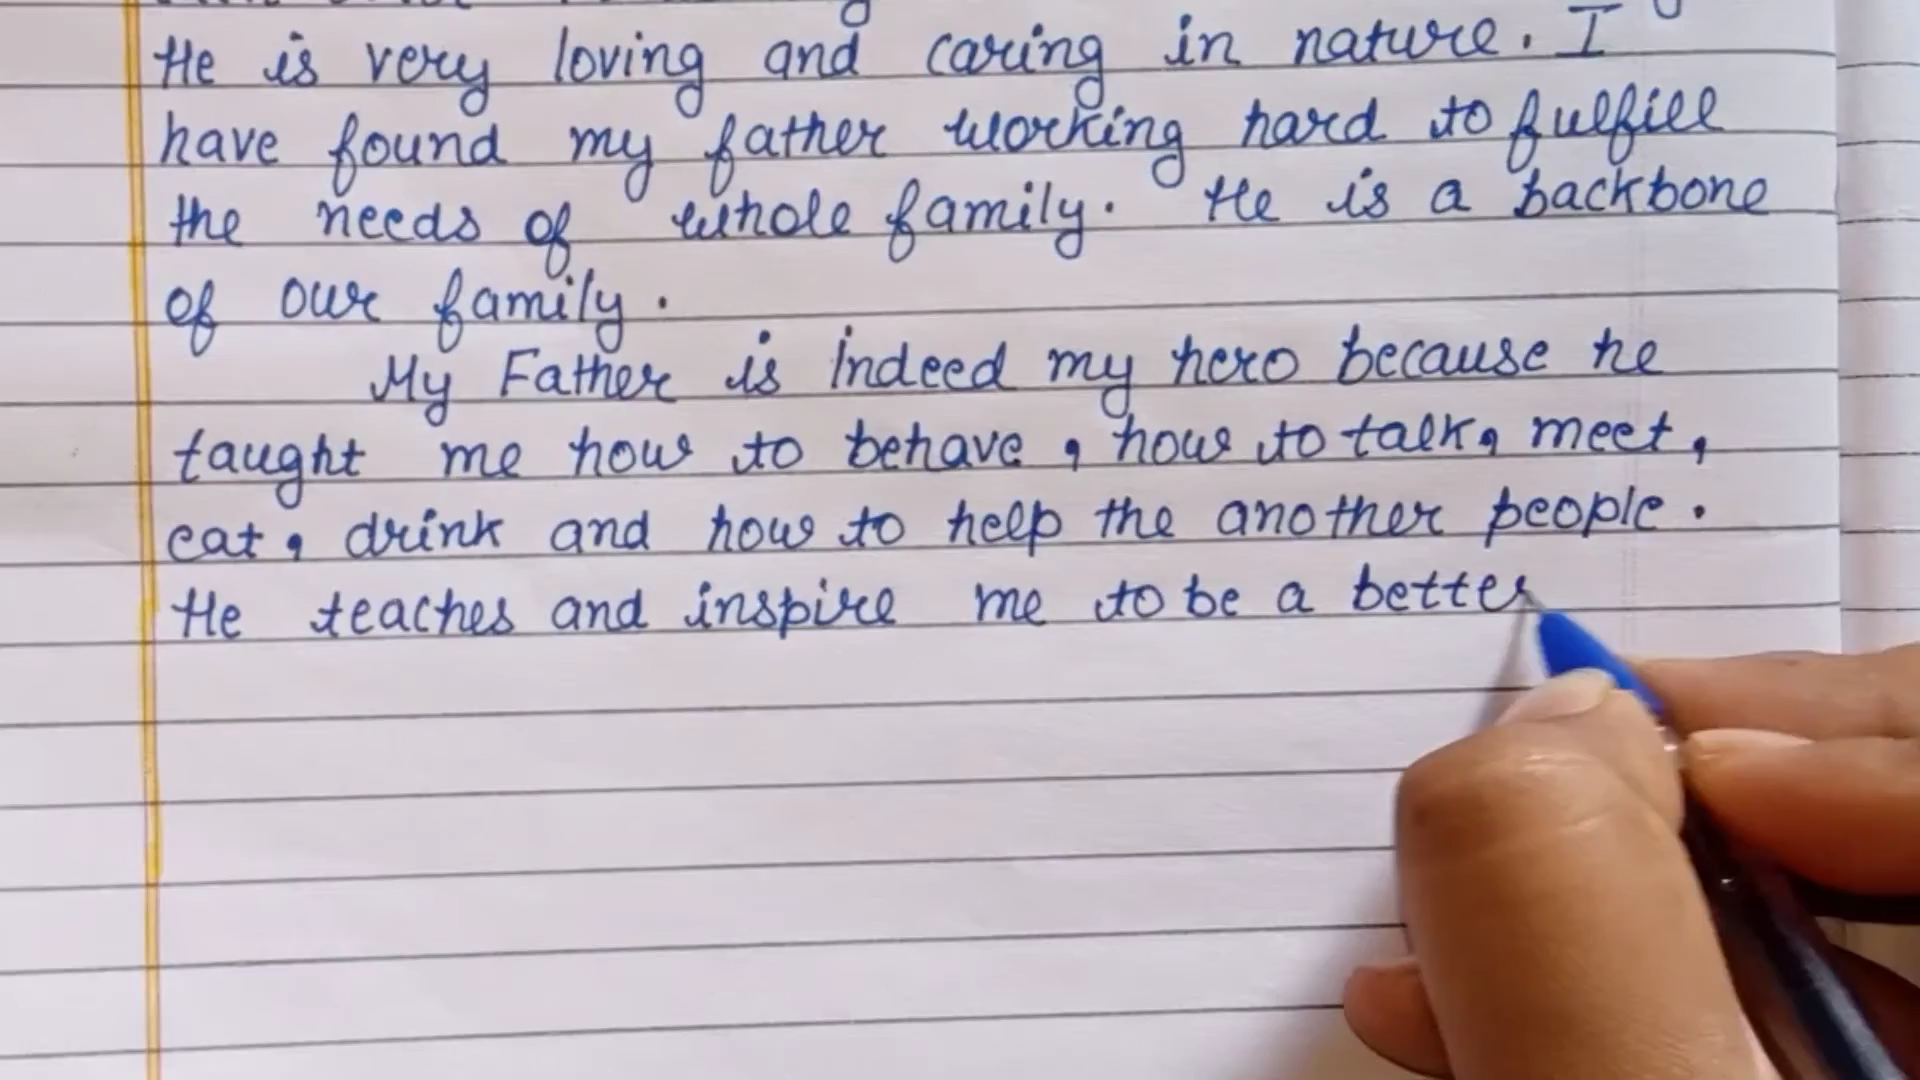 He is very loving and caring in nature. I
have found my father working hard to fulfill
the needs of whole family. He is a backbone
of our family.
My Father is indeed my hero because he
taught me how to behave, how to talk, meet,
eat, drink and how to help the another people.
He teaches and inspire me to be a better